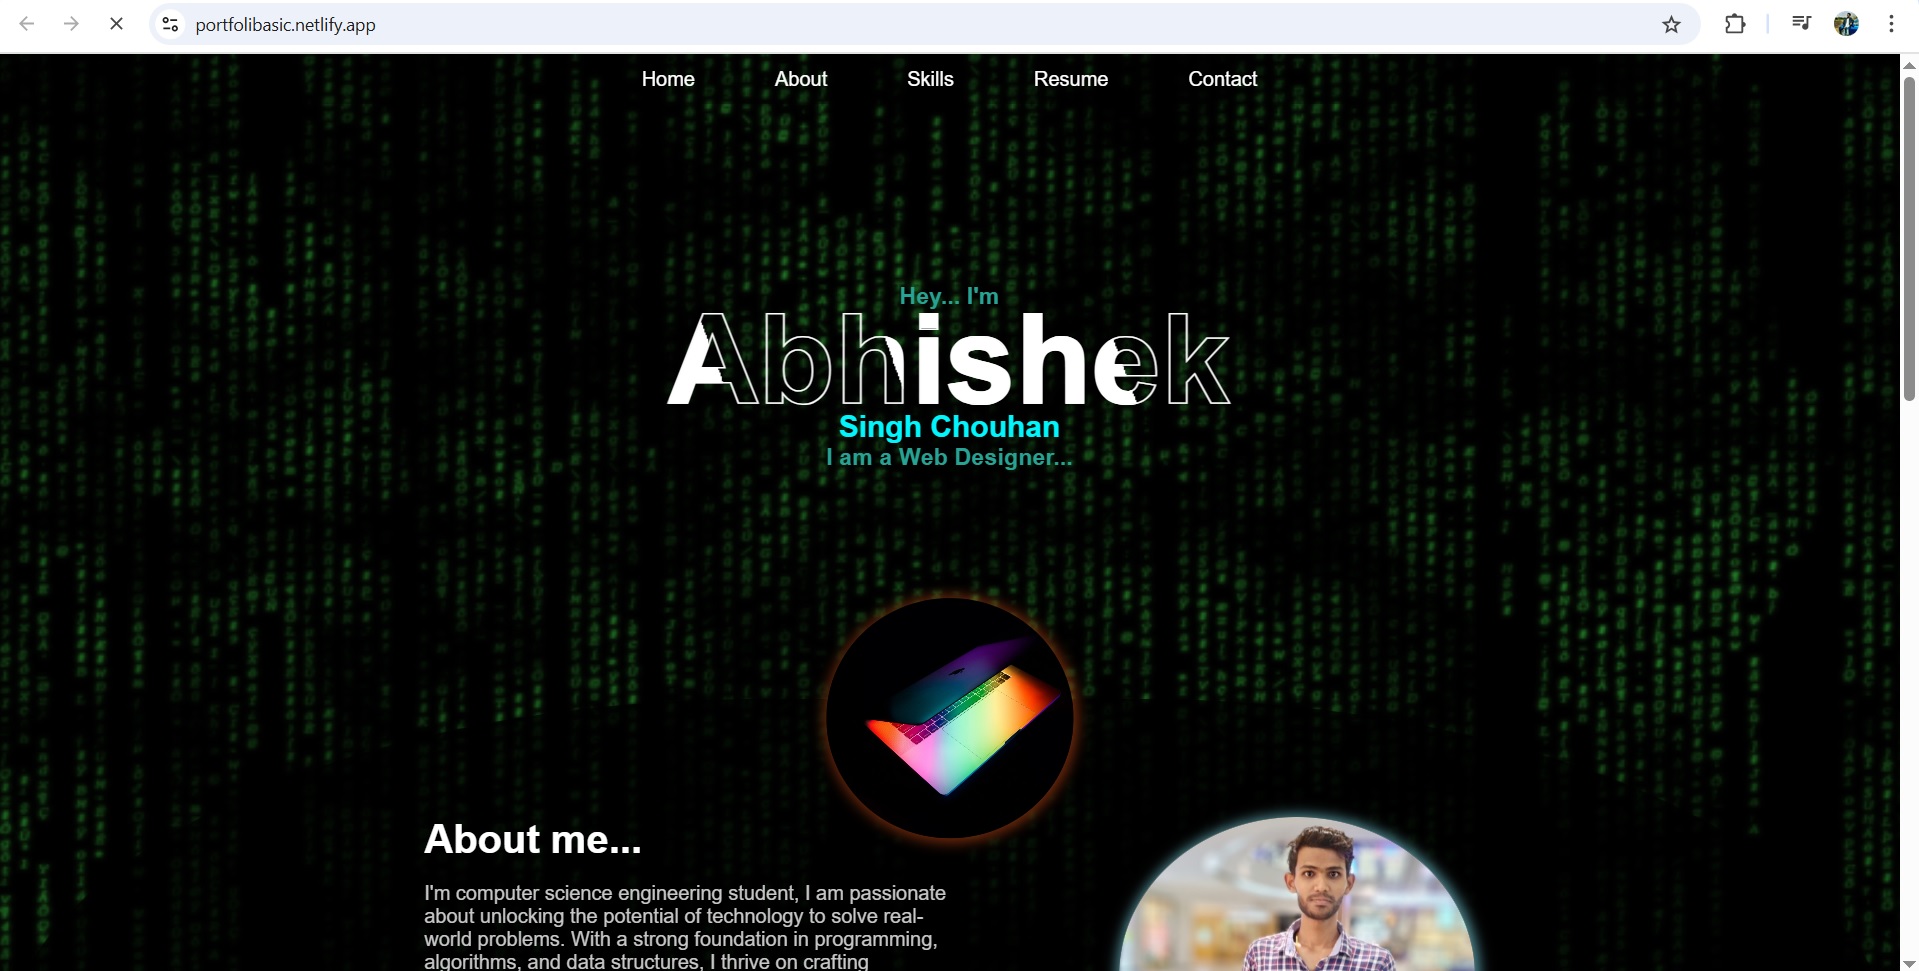 portfolibasic.netlify.app
Home About Skills Resume Contact
Hey... I'm
Abhishek
Singh Chouhan
I am a Web Designer...
About me...
I'm computer science engineering student, I am passionate
about unlocking the potential of technology to solve real-
world problems. With a strong foundation in programming,
algorithms, and data structures, I thrive on crafting